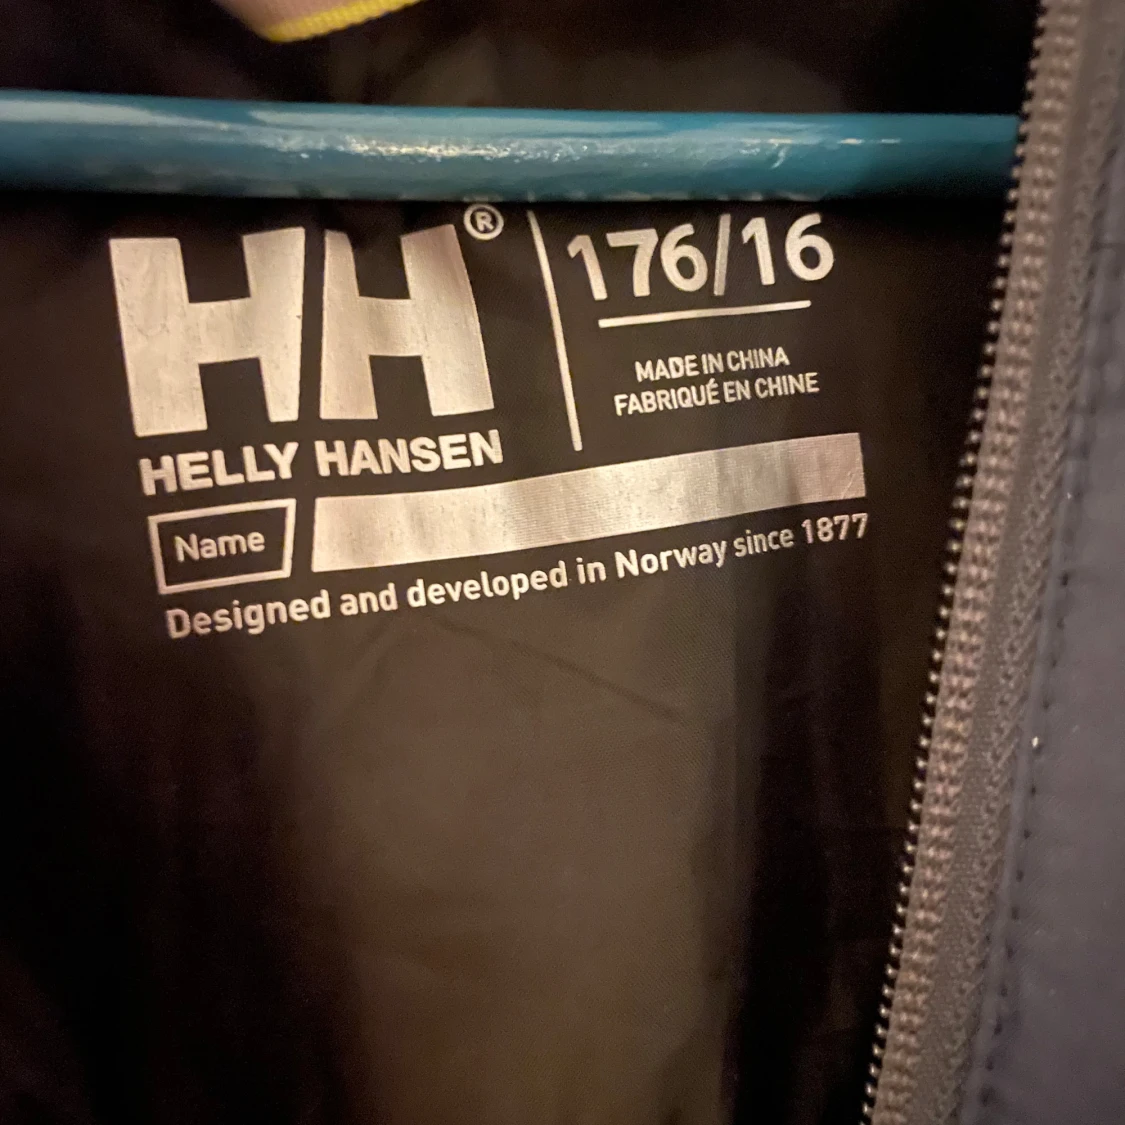 HH®
HELLY HANSEN
176/16
MADE IN CHINA
FABRIQUÉ EN CHINE
Name
Designed and developed in Norway since 1877